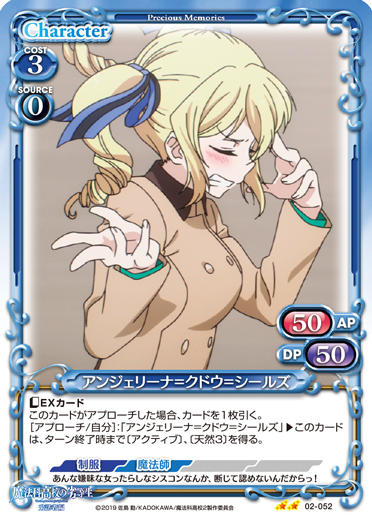 Precious Memories
Character
COST
3
SOURCE
0
50 AP
DP 50
アンジェリーナ=クドウ=シールズ
EXカード
このカードがアプローチした場合、カードを1枚引く。
[アプローチ/自分]:「アンジェリーナ=クドウ=シールズ」▶このカード
は、ターン終了時まで[アクティブ]、[天然3]を得る。
制服 魔法師
あんな嫌味な女ったらしなシスコンなんか、断じて認めないんだからっ!
魔法科高校の劣等生
©2019 佐島 勤/KADOKAWA/魔法科高校2製作委員会
02-052